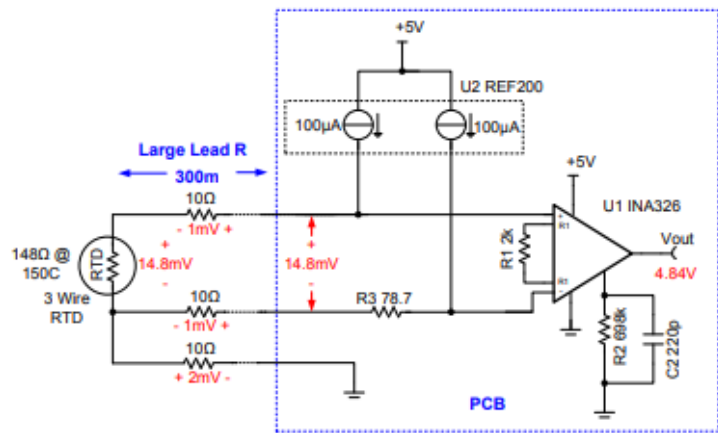 +5V
U2 REF200
100µA
100µA
Large Lead R
300m
+5V
10Ω
- 1mV +
U1 INA326
148Ω @
150C
RTD
+
14.8mV
-
+
14.8mV
-
R1 2k
+
R1
R1
-
Vout
4.84V
3 Wire
RTD
10Ω
- 1mV +
R3 78.7
10Ω
+ 2mV -
R2 698k
C2 220p
PCB